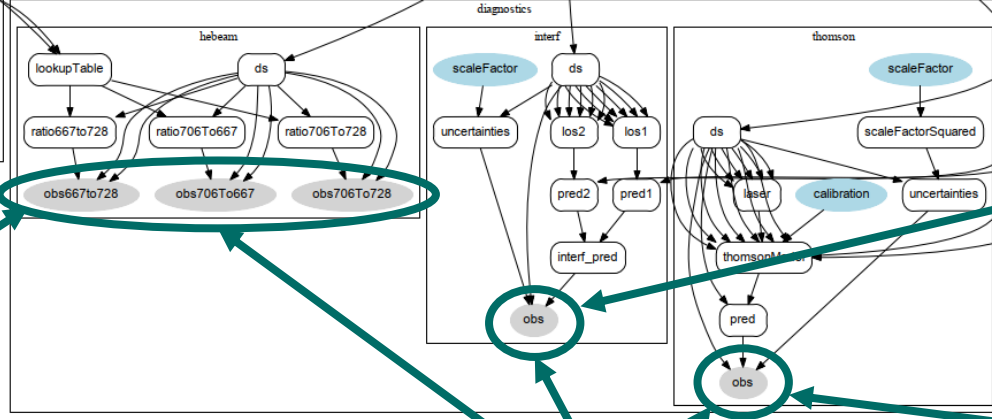 diagnostics
hebeam
lookupTable
ds
ratio667to728
ratio706To667
ratio706To728
obs667to728
obs706To667
obs706To728
interf
scaleFactor
ds
uncertainties
los2
los1
pred2
pred1
interf_pred
obs
thomson
scaleFactor
ds
scaleFactorSquared
laser
calibration
uncertainties
thomsonModel
pred
obs